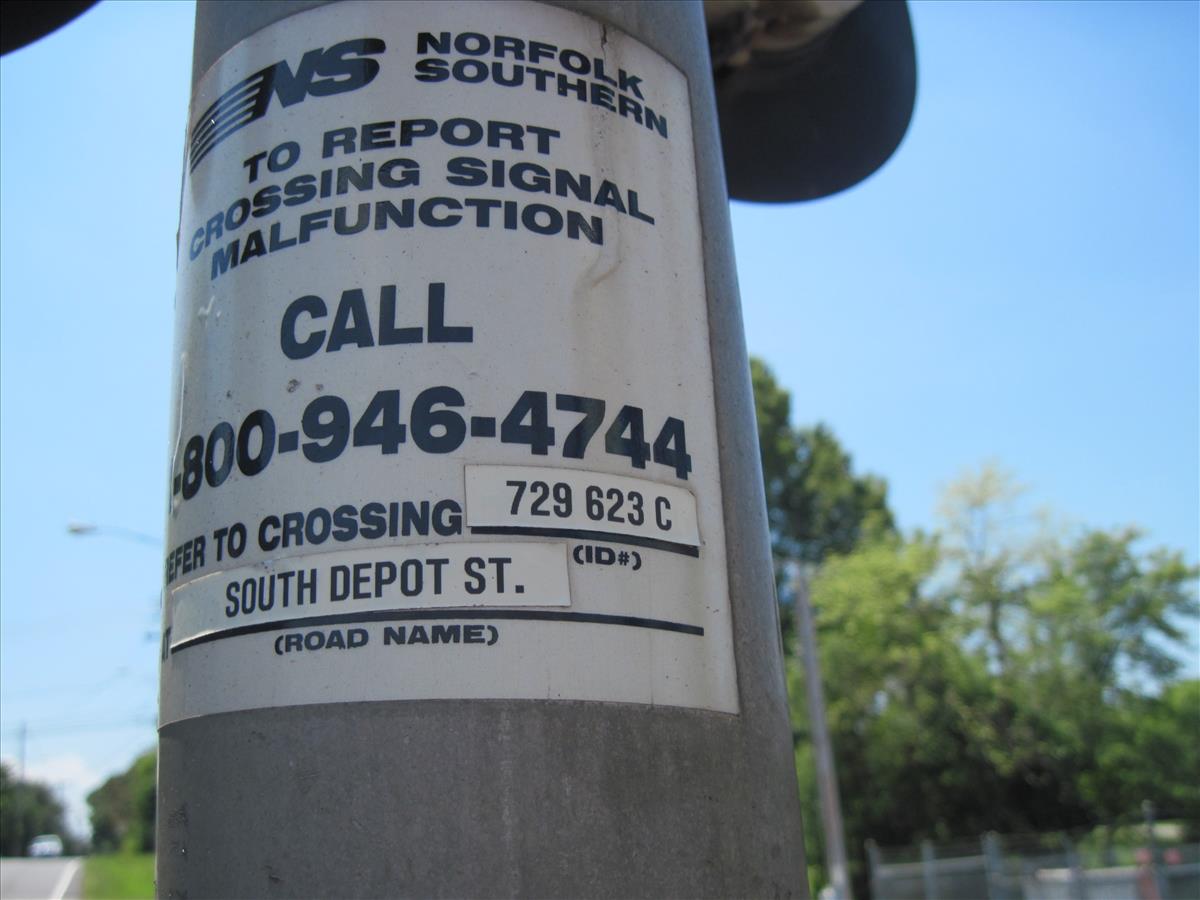 NS NORFOLK
SOUTHERN
TO REPORT
CROSSING SIGNAL
MALFUNCTION
CALL
-800-946-4744
EFER TO CROSSING 729 623 C
(ID#)
T SOUTH DEPOT ST.
(ROAD NAME)